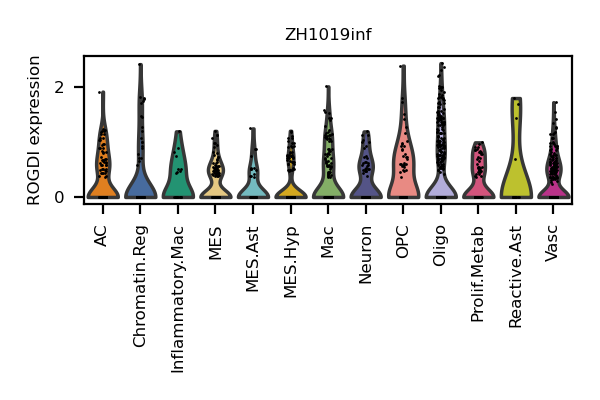 ZH1019inf
ROGDI expression
2
0
AC
Chromatin.Reg
Inflammatory.Mac
MES
MES.Ast
MES.Hyp
Mac
Neuron
OPC
Oligo
Prolif.Metab
Reactive.Ast
Vasc